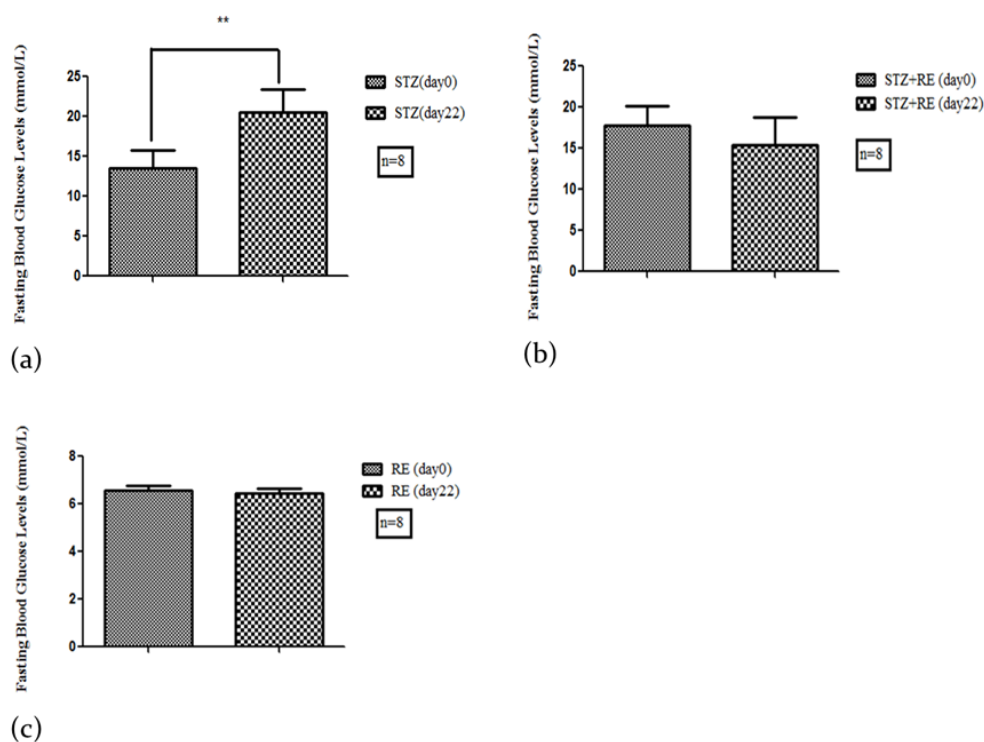 **
Fasting Blood Glucose Levels (mmol/L)
25
20
15
10
5
0
STZ(day0)
STZ(day22)
n=8
(a)
Fasting Blood Glucose Levels (mmol/L)
25
20
15
10
5
0
STZ+RE (day0)
STZ+RE (day22)
n=8
(b)
Fasting Blood Glucose Levels (mmol/L)
8
6
4
2
0
RE (day0)
RE (day22)
n=8
(c)